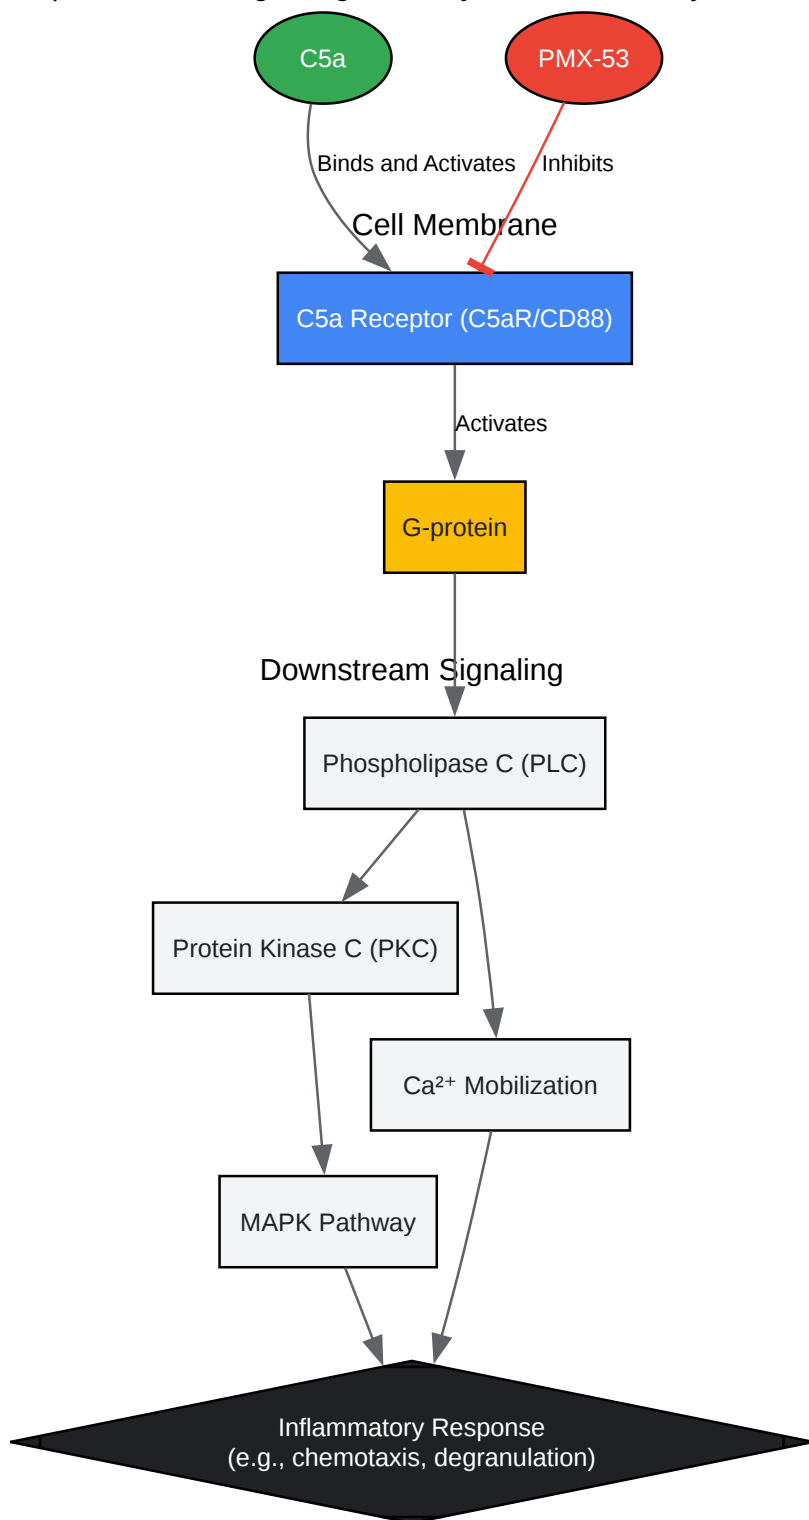 C5a
PMX-53
Binds and Activates
Inhibits
Cell Membrane
C5a Receptor (C5aR/CD88)
Activates
G-protein
Downstream Signaling
Phospholipase C (PLC)
Protein Kinase C (PKC)
Ca²⁺ Mobilization
MAPK Pathway
Inflammatory Response
(e.g., chemotaxis, degranulation)